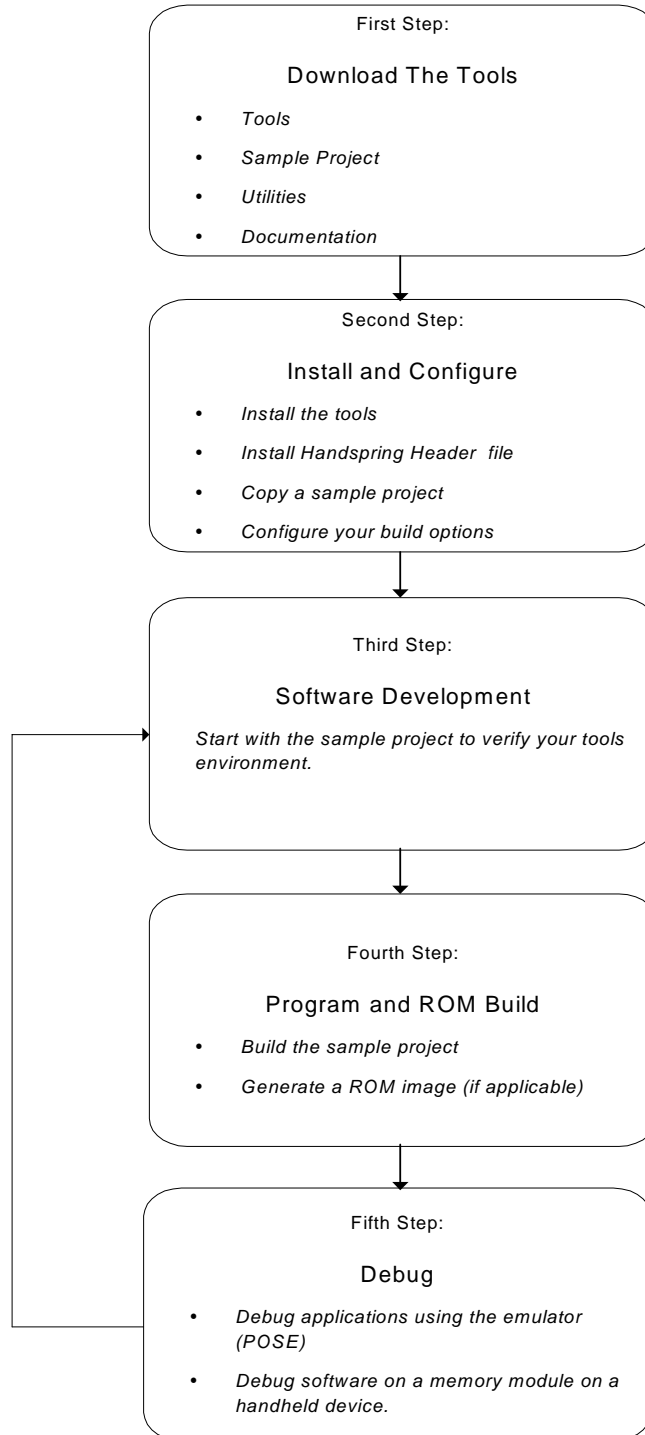 First Step:
Download The Tools
• Tools
• Sample Project
• Utilities
• Documentation
Second Step:
Install and Configure
• Install the tools
• Install Handspring Header  file
• Copy a sample project
• Configure your build options
Third Step:
Software Development
Start with the sample project to verify your tools
environment.
Fourth Step:
Program and ROM Build
• Build the sample project
• Generate a ROM image (if applicable)
Fifth Step:
Debug
• Debug applications using the emulator
(POSE)
• Debug software on a memory module on a
handheld device.